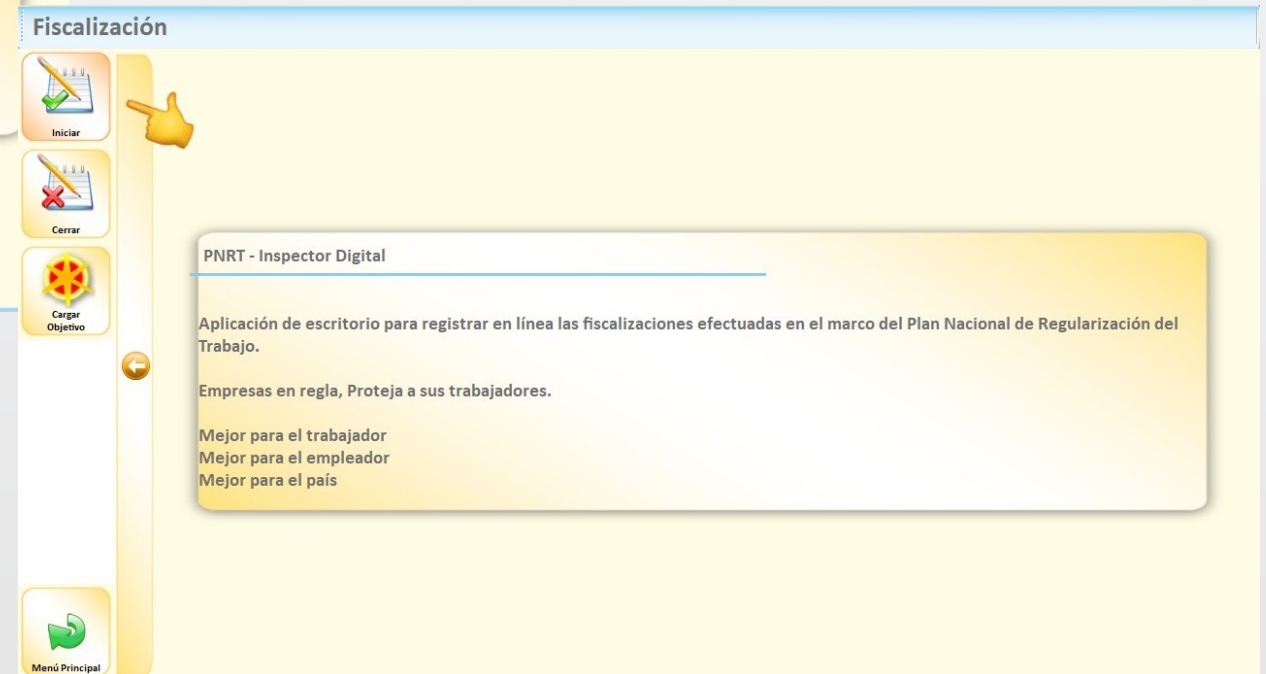 Fiscalización
Iniciar
Cerrar
Cargar
Objetivo
Menú Principal
PNRT - Inspector Digital
Aplicación de escritorio para registrar en línea las fiscalizaciones efectuadas en el marco del Plan Nacional de Regularización del
Trabajo.
Empresas en regla, Proteja a sus trabajadores.
Mejor para el trabajador
Mejor para el empleador
Mejor para el país